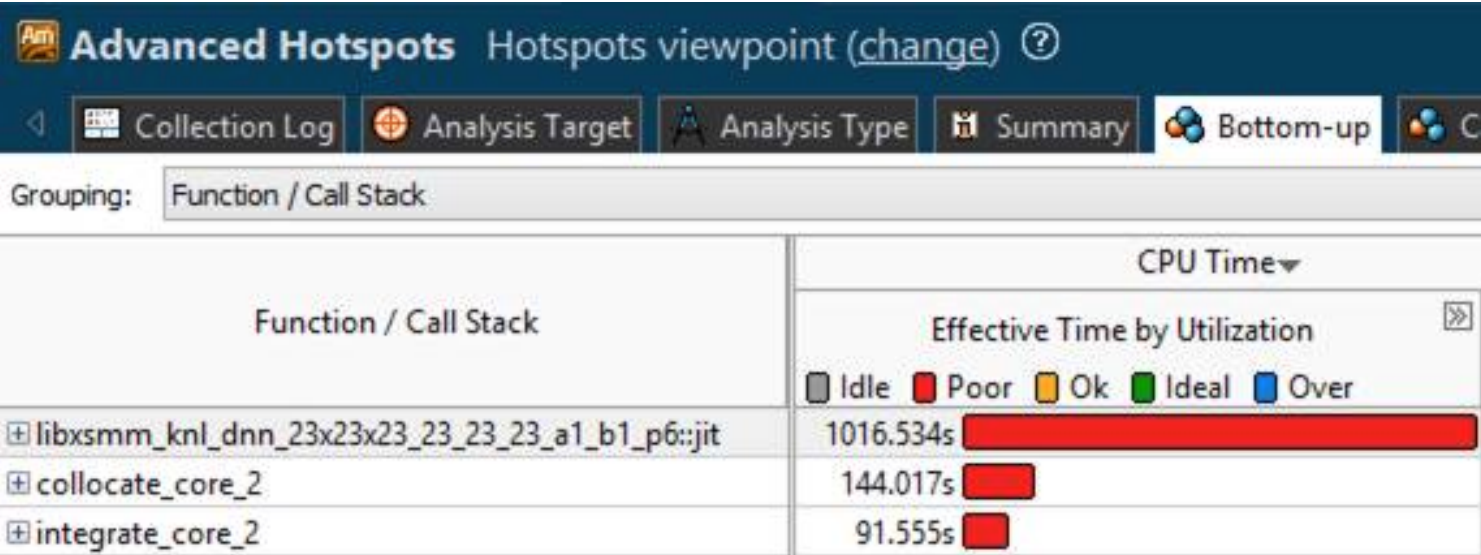 Am Advanced Hotspots Hotspots viewpoint (change) ?
Collection Log Analysis Target Analysis Type Summary Bottom-up C
Grouping: Function / Call Stack
CPU Time
Function / Call Stack
Effective Time by Utilization
Idle Poor Ok Ideal Over
libxsmm_knl_dnn_23x23x23_23_23_23_a1_b1_p6::jit 1016.534s
collocate_core_2 144.017s
integrate_core_2 91.555s